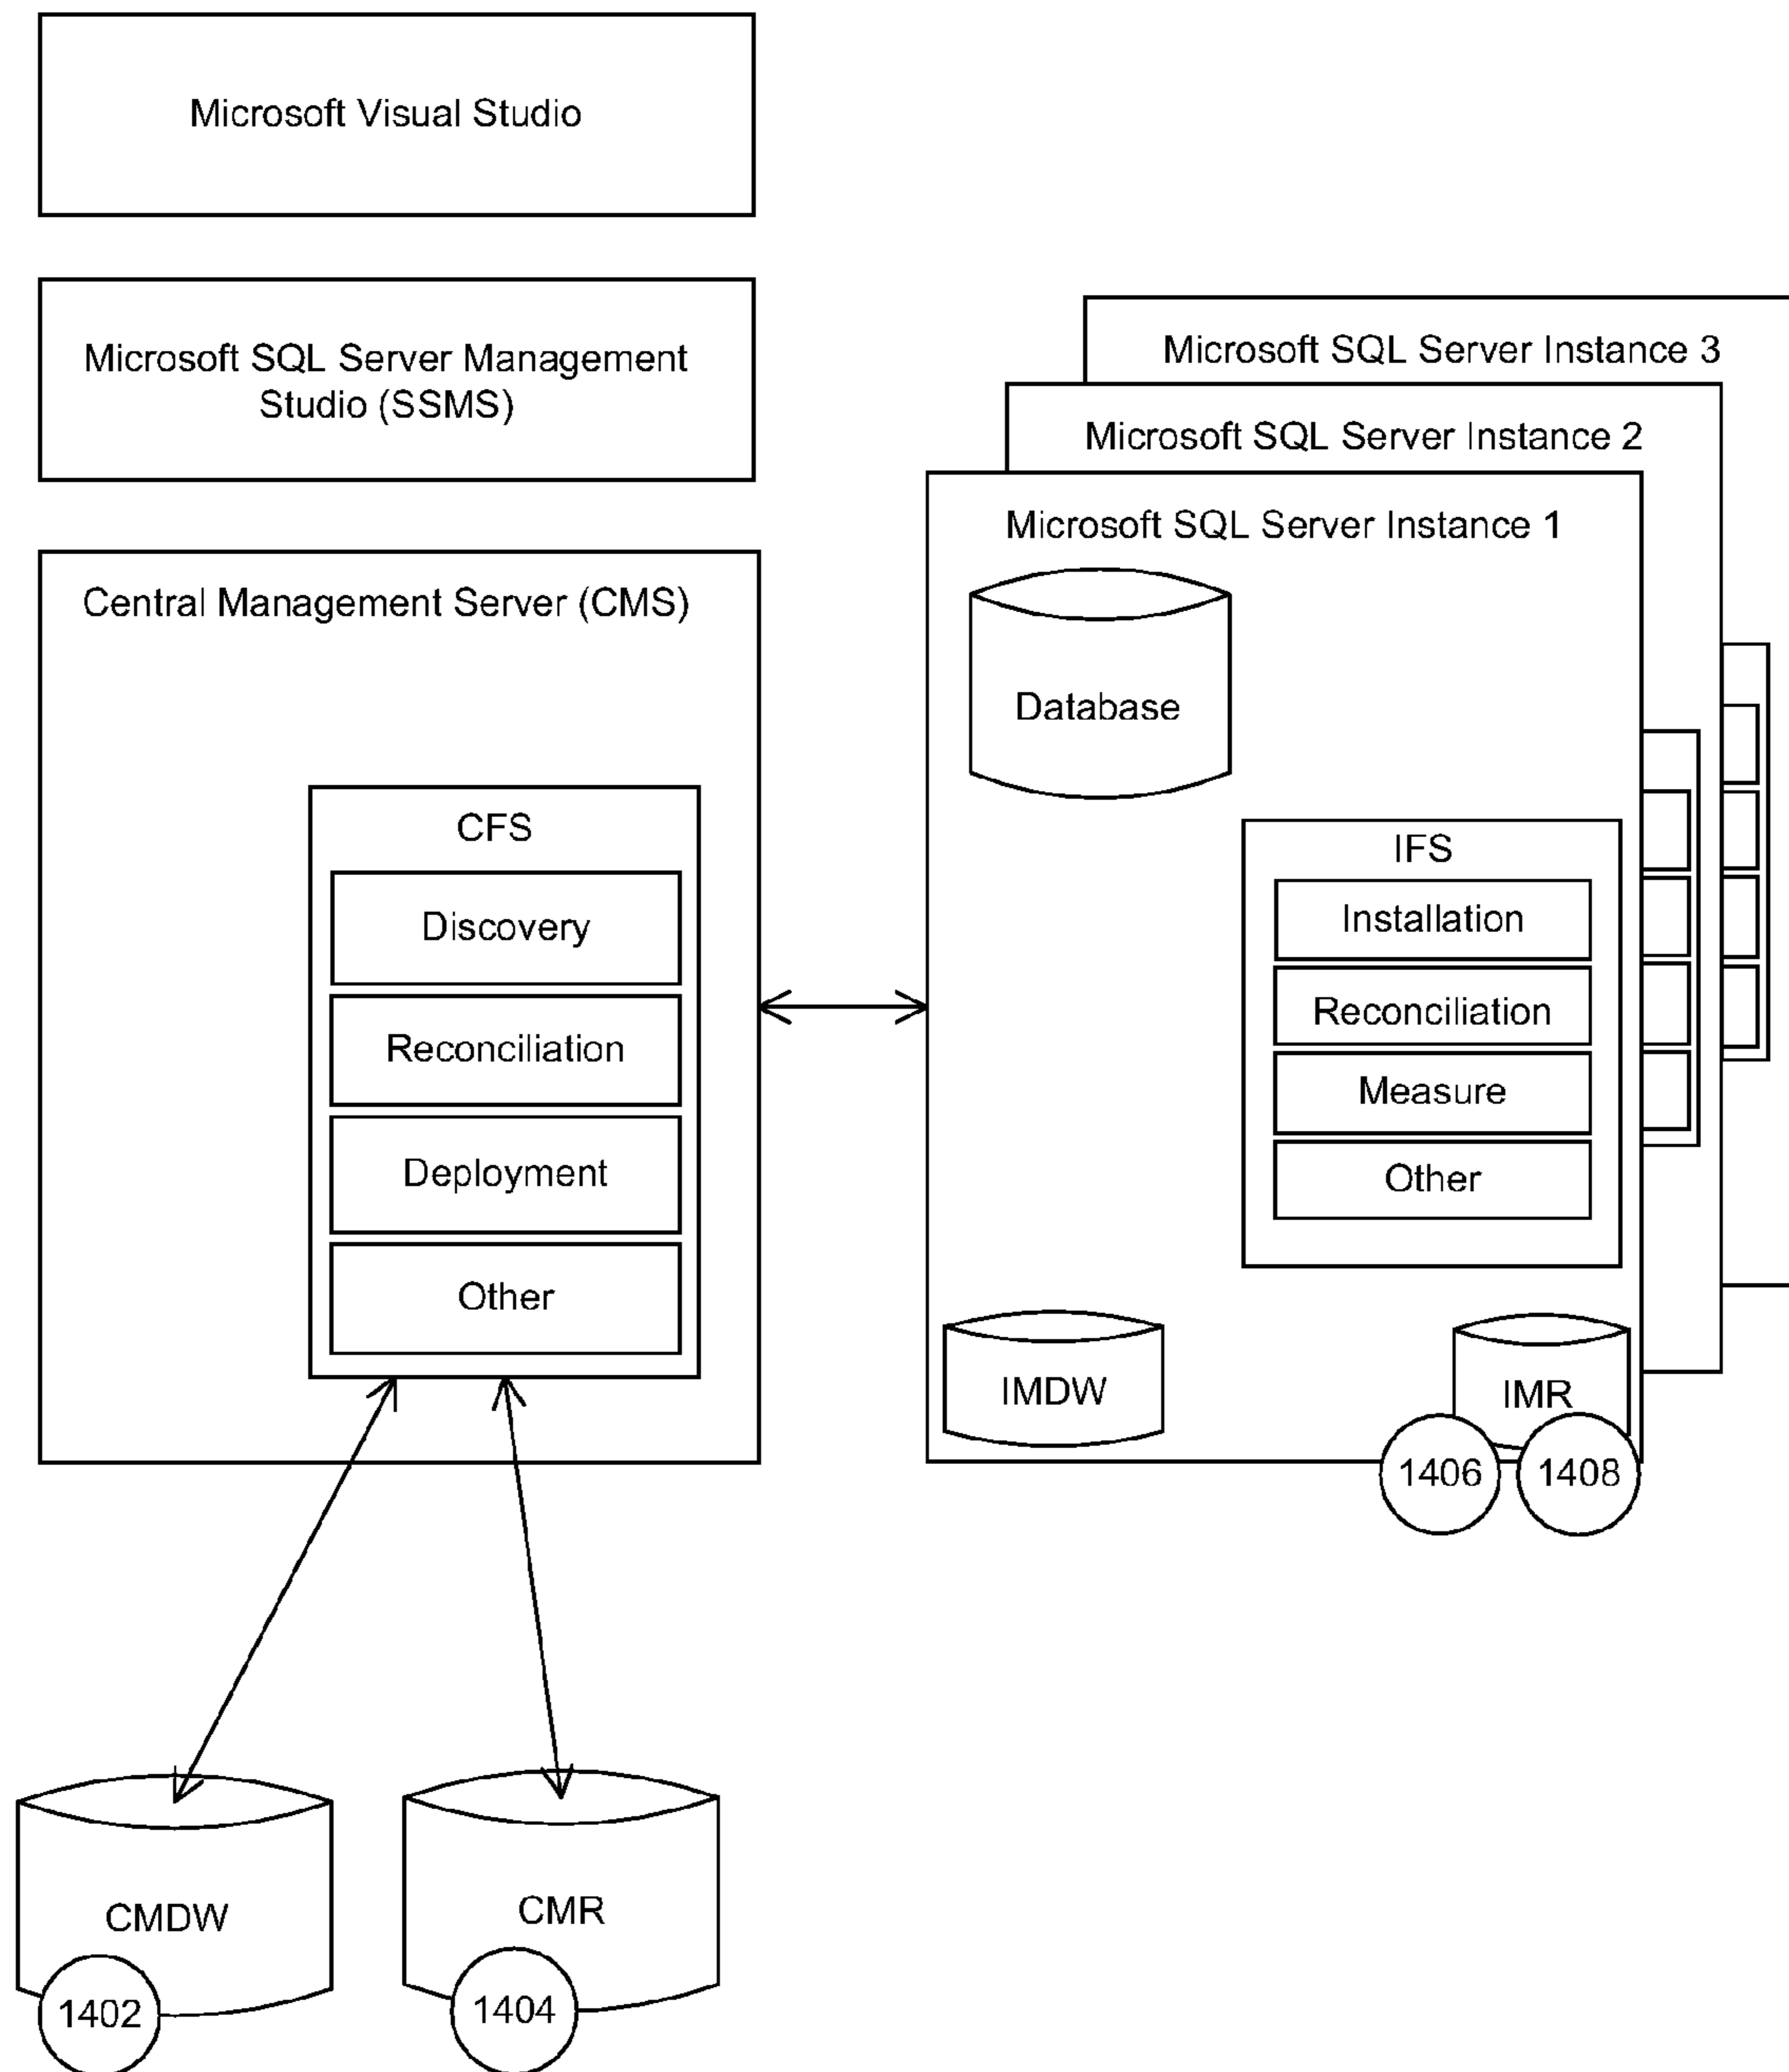 Microsoft Visual Studio
Microsoft SQL Server Management
Studio (SSMS)
Central Management Server (CMS)
CFS
Discovery
Reconciliation
Deployment
Other
Microsoft SQL Server Instance 3
Microsoft SQL Server Instance 2
Microsoft SQL Server Instance 1
Database
IFS
Installation
Reconciliation
Measure
Other
IMDW
IMR
1406
1408
CMDW
CMR
1402
1404